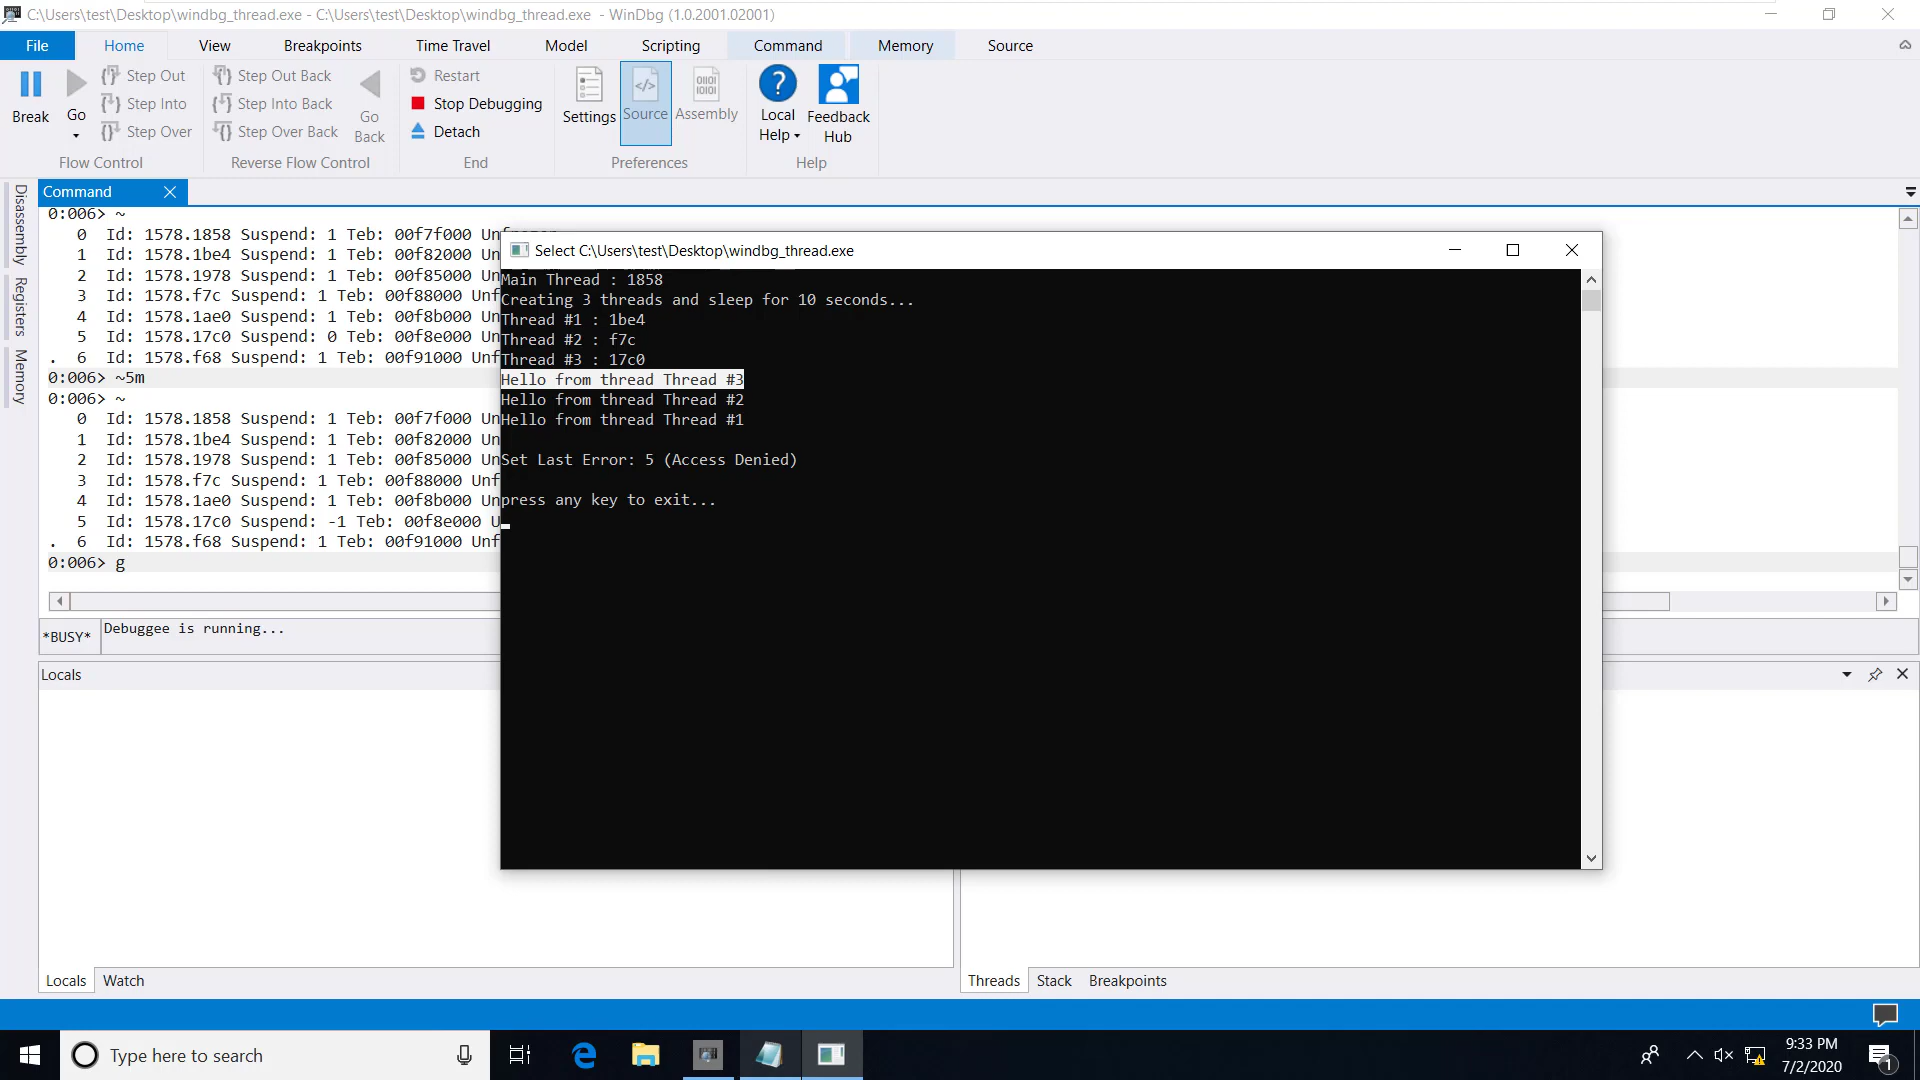 C:\Users\test\Desktop\windbg_thread.exe - C:\Users\test\Desktop\windbg_thread.exe - WinDbg (1.0.2001.02001)
File Home View Breakpoints Time Travel Model Scripting Command Memory Source
Break
Go
Step Out
Step Into
Step Over
Flow Control
Step Out Back
Step Into Back
Step Over Back
Go Back
Reverse Flow Control
Restart
Stop Debugging
Detach
End
Settings
Source
Assembly
Preferences
Local Help
Feedback Hub
Help
Disassembly
Registers
Memory
Command
0:006> ~
0 Id: 1578.1858 Suspend: 1 Teb: 00f7f000 Unfrozen
1 Id: 1578.1be4 Suspend: 1 Teb: 00f82000 Un
2 Id: 1578.1978 Suspend: 1 Teb: 00f85000 Un
3 Id: 1578.f7c Suspend: 1 Teb: 00f88000 Unf
4 Id: 1578.1ae0 Suspend: 1 Teb: 00f8b000 Un
5 Id: 1578.17c0 Suspend: 0 Teb: 00f8e000 Un
. 6 Id: 1578.f68 Suspend: 1 Teb: 00f91000 Unf
0:006> ~5m
0:006> ~
0 Id: 1578.1858 Suspend: 1 Teb: 00f7f000 Un
1 Id: 1578.1be4 Suspend: 1 Teb: 00f82000 Un
2 Id: 1578.1978 Suspend: 1 Teb: 00f85000 Un
3 Id: 1578.f7c Suspend: 1 Teb: 00f88000 Unf
4 Id: 1578.1ae0 Suspend: 1 Teb: 00f8b000 Un
5 Id: 1578.17c0 Suspend: -1 Teb: 00f8e000 U
. 6 Id: 1578.f68 Suspend: 1 Teb: 00f91000 Unf
0:006> g
*BUSY* Debuggee is running...
Select C:\Users\test\Desktop\windbg_thread.exe
Main Thread : 1858
Creating 3 threads and sleep for 10 seconds...
Thread #1 : 1be4
Thread #2 : f7c
Thread #3 : 17c0
Hello from thread Thread #3
Hello from thread Thread #2
Hello from thread Thread #1
Set Last Error: 5 (Access Denied)
press any key to exit...
Locals
Locals Watch
Threads Stack Breakpoints
Type here to search
9:33 PM
7/2/2020
1